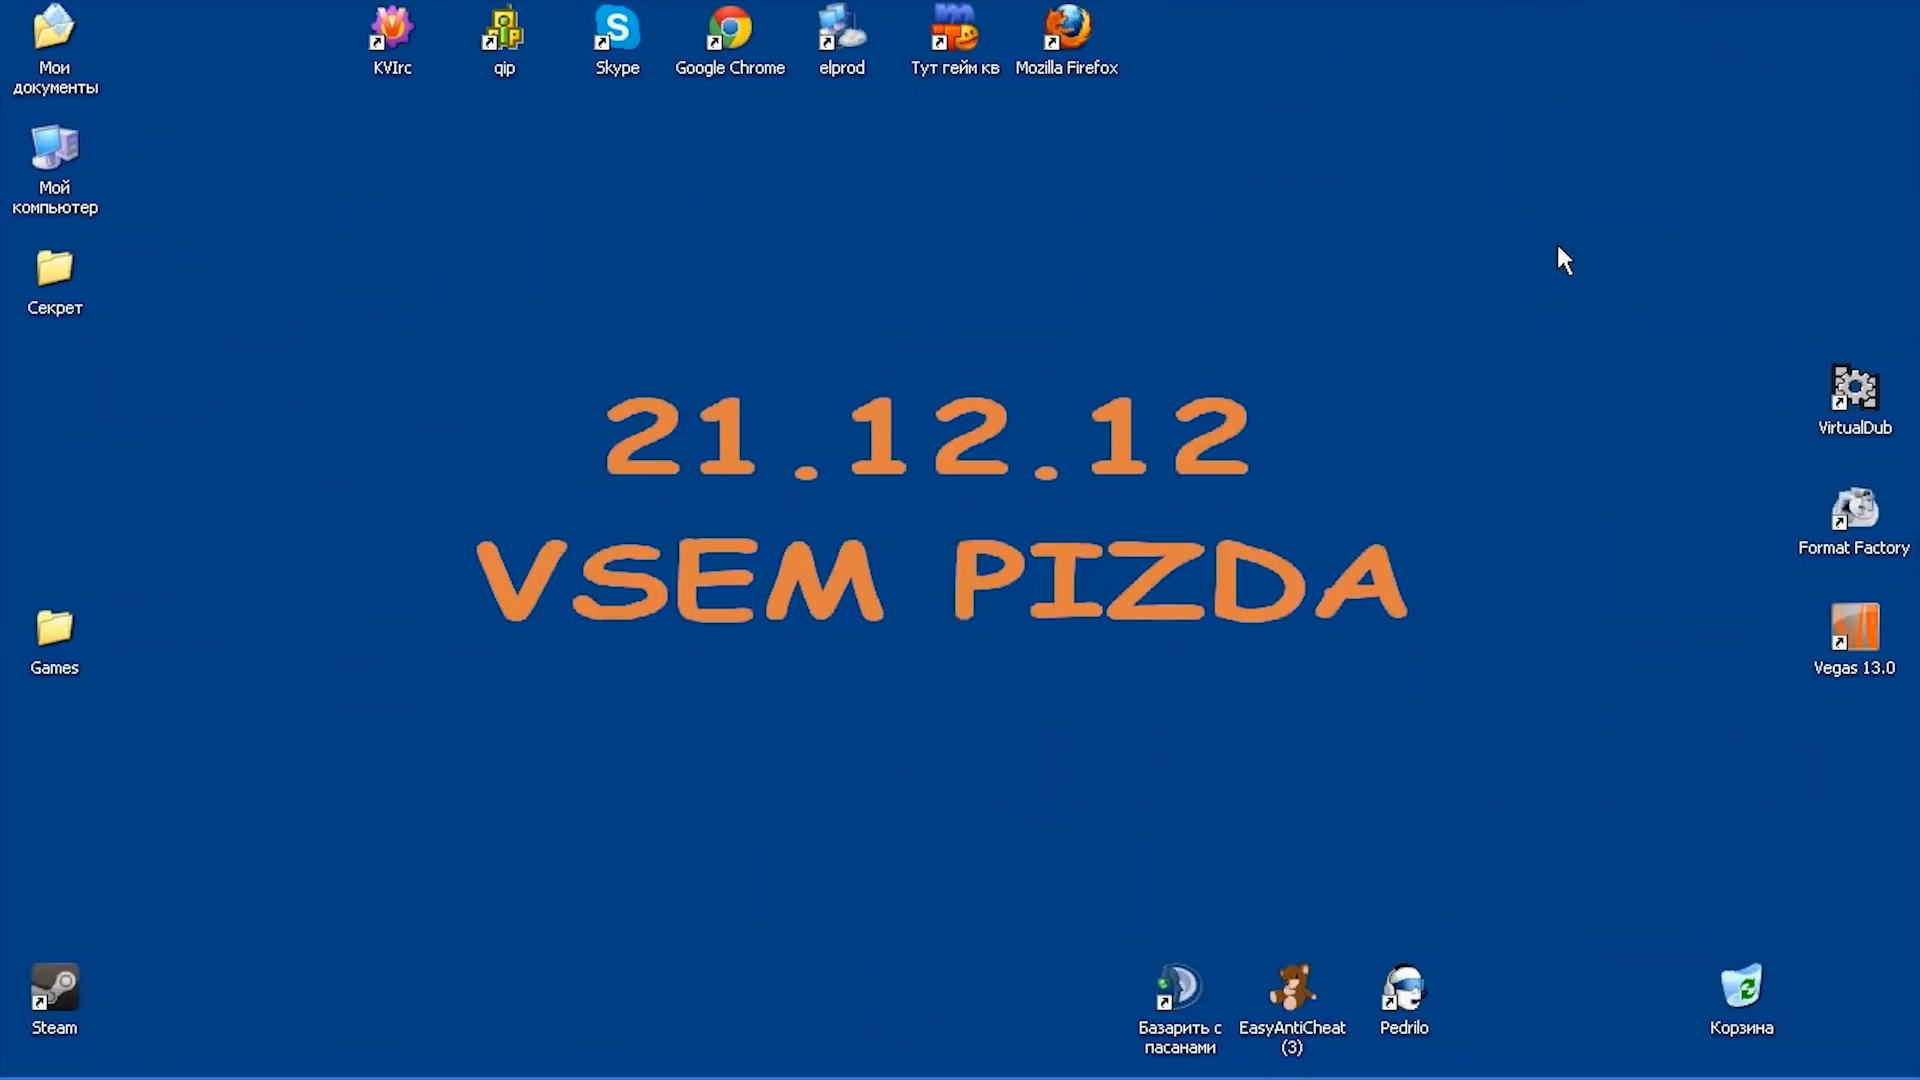 Мои
документы
KVIrc
qip
Skype
Google Chrome
elprod
Тут гейм кв
Mozilla Firefox
Мой
компьютер
Секрет
21.12.12
VSEM PIZDA
VirtualDub
Format Factory
Games
Vegas 13.0
Steam
Базарить с
пасанами
EasyAntiCheat
(3)
Pedrilo
Корзина